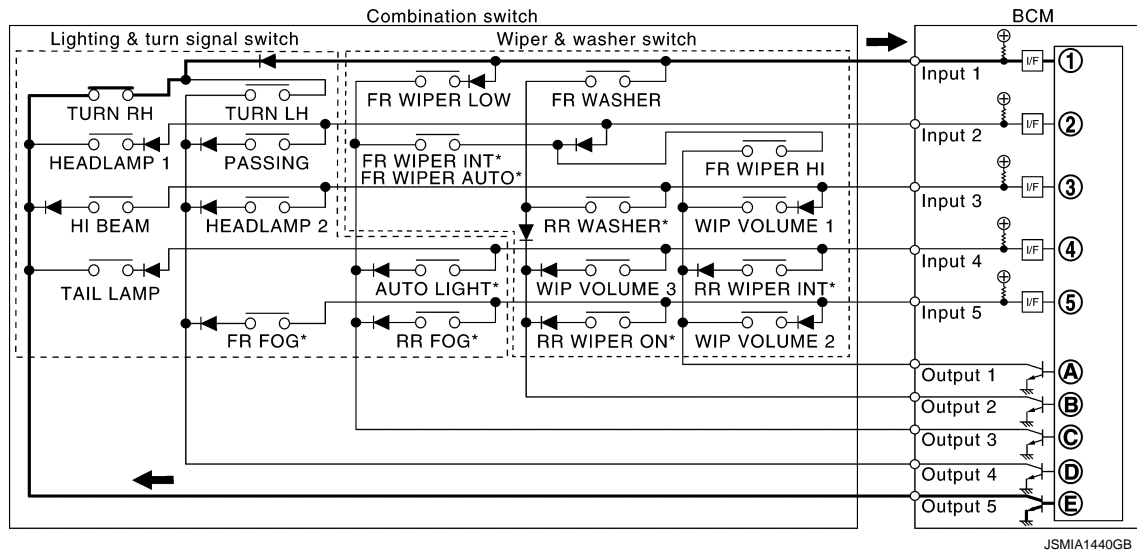 Combination switch
BCM
Lighting & turn signal switch
Wiper & washer switch
Input 1
I/F
1
TURN RH
TURN LH
FR WIPER LOW
FR WASHER
Input 2
I/F
2
HEADLAMP 1
PASSING
FR WIPER INT*
FR WIPER AUTO*
FR WIPER HI
Input 3
I/F
3
HI BEAM
HEADLAMP 2
RR WASHER*
WIP VOLUME 1
Input 4
I/F
4
TAIL LAMP
AUTO LIGHT*
WIP VOLUME 3
RR WIPER INT*
Input 5
I/F
5
FR FOG*
RR FOG*
RR WIPER ON*
WIP VOLUME 2
Output 1
A
Output 2
B
Output 3
C
Output 4
D
Output 5
E
JSMIA1440GB